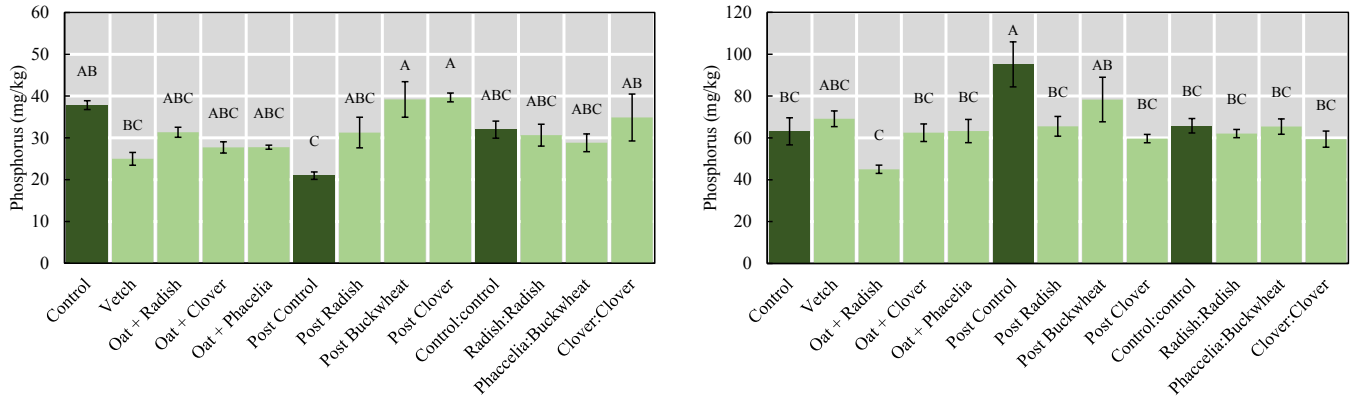 Phosphorus (mg/kg)
60
50
40
30
20
10
0
AB
BC
ABC
ABC
ABC
C
ABC
A
A
ABC
ABC
ABC
AB
Control
Vetch
Oat + Radish
Oat + Clover
Oat + Phacelia
Post Control
Post Radish
Post Buckwheat
Post Clover
Control:control
Radish:Radish
Phaccelia:Buckwheat
Clover:Clover
Phosphorus (mg/kg)
120
100
80
60
40
20
0
BC
ABC
C
BC
BC
A
BC
AB
BC
BC
BC
BC
BC
Control
Vetch
Oat + Radish
Oat + Clover
Oat + Phacelia
Post Control
Post Radish
Post Buckwheat
Post Clover
Control:control
Radish:Radish
Phaccelia:Buckwheat
Clover:Clover